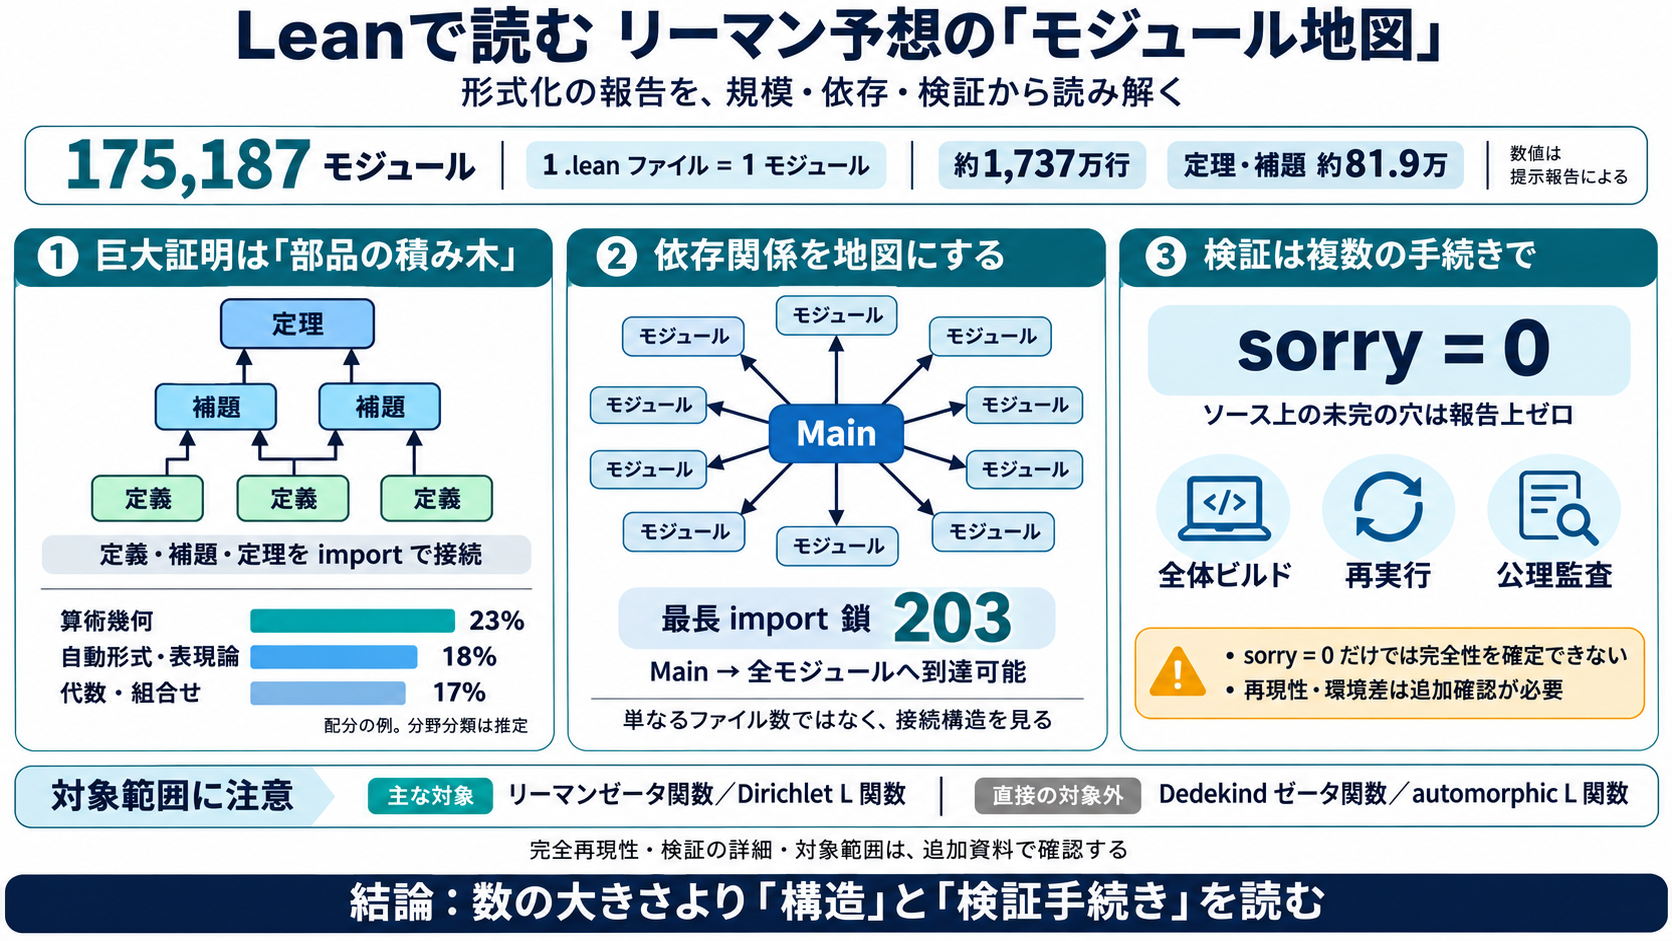 Leanで読む リーマン予想の「モジュール地図」
形式化の報告を、規模・依存・検証から読み解く
175,187 モジュール
1 .lean ファイル = 1 モジュール
約1,737万行
定理・補題 約81.9万
数値は
提示報告による
1 巨大証明は「部品の積み木」
定理
補題 補題
定義 定義 定義
定義・補題・定理を import で接続
算術幾何 23%
自動形式・表現論 18%
代数・組合せ 17%
配分の例。分野分類は推定
2 依存関係を地図にする
モジュール モジュール モジュール
モジュール モジュール
Main
モジュール モジュール
モジュール モジュール モジュール
最長 import 鎖 203
Main → 全モジュールへ到達可能
単なるファイル数ではなく、接続構造を見る
3 検証は複数の手続きで
sorry = 0
ソース上の未完の穴は報告上ゼロ
</>
全体ビルド 再実行 公理監査
!
• sorry = 0 だけでは完全性を確定できない
• 再現性・環境差は追加確認が必要
対象範囲に注意
主な対象 リーマンゼータ関数／Dirichlet L 関数
直接の対象外 Dedekind ゼータ関数／automorphic L 関数
完全再現性・検証の詳細・対象範囲は、追加資料で確認する
結論：数の大きさより「構造」と「検証手続き」を読む